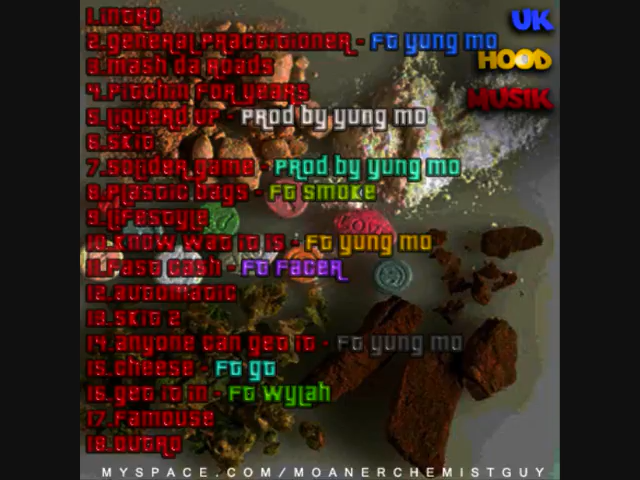 1.intro
2.general practitioner - ft yung mo
3.mash da roads
4.pitchin for years
5.liquerd up - prod by yung mo
6.skit
7.soldier game - prod by yung mo
8.plastic bags - ft smoke
9.lifestyle
10.know wat it is - ft yung mo
11.fast cash - ft facer
12.automatic
13.skit 2
14.anyone can get it - ft yung mo
15.cheese - ft gt
16.get it in - ft wylah
17.famouse
18.outro
UK
HOOD
MUSIK
MYSPACE.COM/MOANERCHEMISTGUY